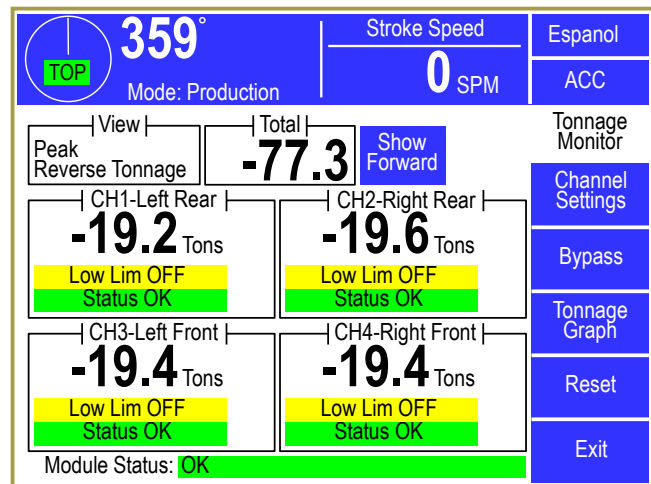 359°
TOP
Mode: Production
Stroke Speed
0 SPM
Espanol
ACC
Tonnage
Monitor
Channel
Settings
Bypass
Tonnage
Graph
Reset
Exit
View
Peak
Reverse Tonnage
Total
-77.3
Show
Forward
CH1-Left Rear
-19.2 Tons
Low Lim OFF
Status OK
CH2-Right Rear
-19.6 Tons
Low Lim OFF
Status OK
CH3-Left Front
-19.4 Tons
Low Lim OFF
Status OK
CH4-Right Front
-19.4 Tons
Low Lim OFF
Status OK
Module Status: OK